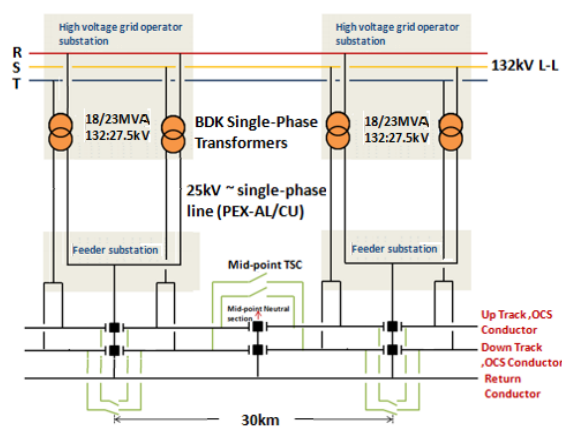 High voltage grid operator
substation
High voltage grid operator
substation
R
S
T
132kV L-L
18/23MVA
132:27.5kV
BDK Single-Phase
Transformers
18/23MVA
132:27.5kV
25kV ~ single-phase
line (PEX-AL/CU)
Feeder substation
Mid-point TSC
Feeder substation
Mid-point Neutral
section
Up Track ,OCS
Conductor
Down Track
,OCS Conductor
Return
Conductor
30km